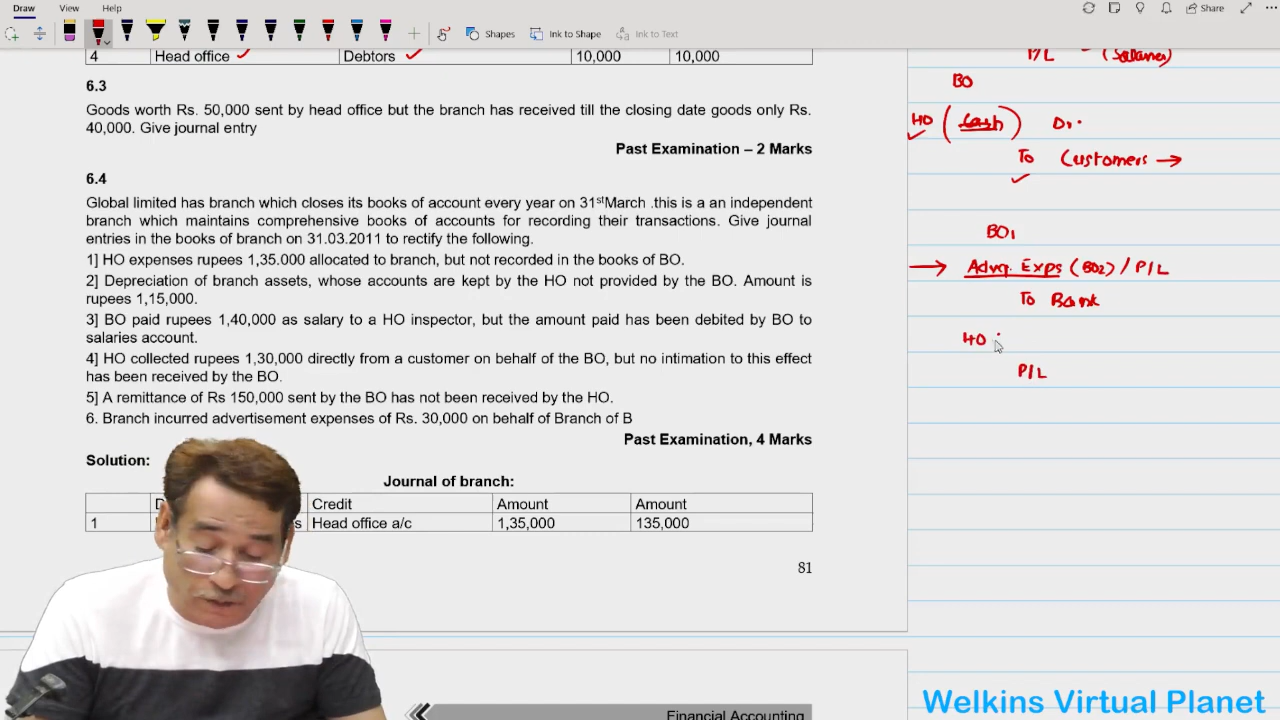 Draw View Help
Shapes Ink to Shape Ink to Text Share
4 Head office Debtors 10,000 10,000
6.3
Goods worth Rs. 50,000 sent by head office but the branch has received till the closing date goods only Rs.
40,000. Give journal entry
Past Examination – 2 Marks
6.4
Global limited has branch which closes its books of account every year on 31stMarch .this is a an independent
branch which maintains comprehensive books of accounts for recording their transactions. Give journal
entries in the books of branch on 31.03.2011 to rectify the following.
1] HO expenses rupees 1,35.000 allocated to branch, but not recorded in the books of BO.
2] Depreciation of branch assets, whose accounts are kept by the HO not provided by the BO. Amount is
rupees 1,15,000.
3] BO paid rupees 1,40,000 as salary to a HO inspector, but the amount paid has been debited by BO to
salaries account.
4] HO collected rupees 1,30,000 directly from a customer on behalf of the BO, but no intimation to this effect
has been received by the BO.
5] A remittance of Rs 150,000 sent by the BO has not been received by the HO.
6. Branch incurred advertisement expenses of Rs. 30,000 on behalf of Branch of B
Past Examination, 4 Marks
Solution:
Journal of branch:
Credit Amount Amount
1 Head office a/c 1,35,000 135,000
81
Financial Accounting
P/L (Salaries)
BO
HO (Cash) Dr.
To Customers →
BO1
→ Adva. Exps (BO2) / P/L
To Bank
HO
P/L
Welkins Virtual Planet